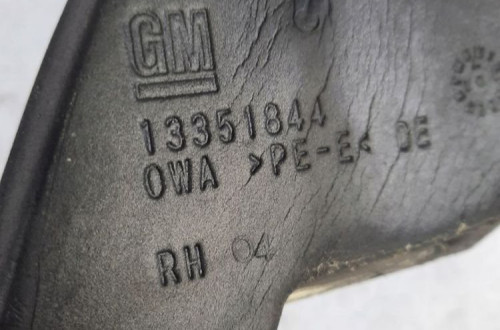 GM
13351844
OWA >PE-E< DE
RH 04